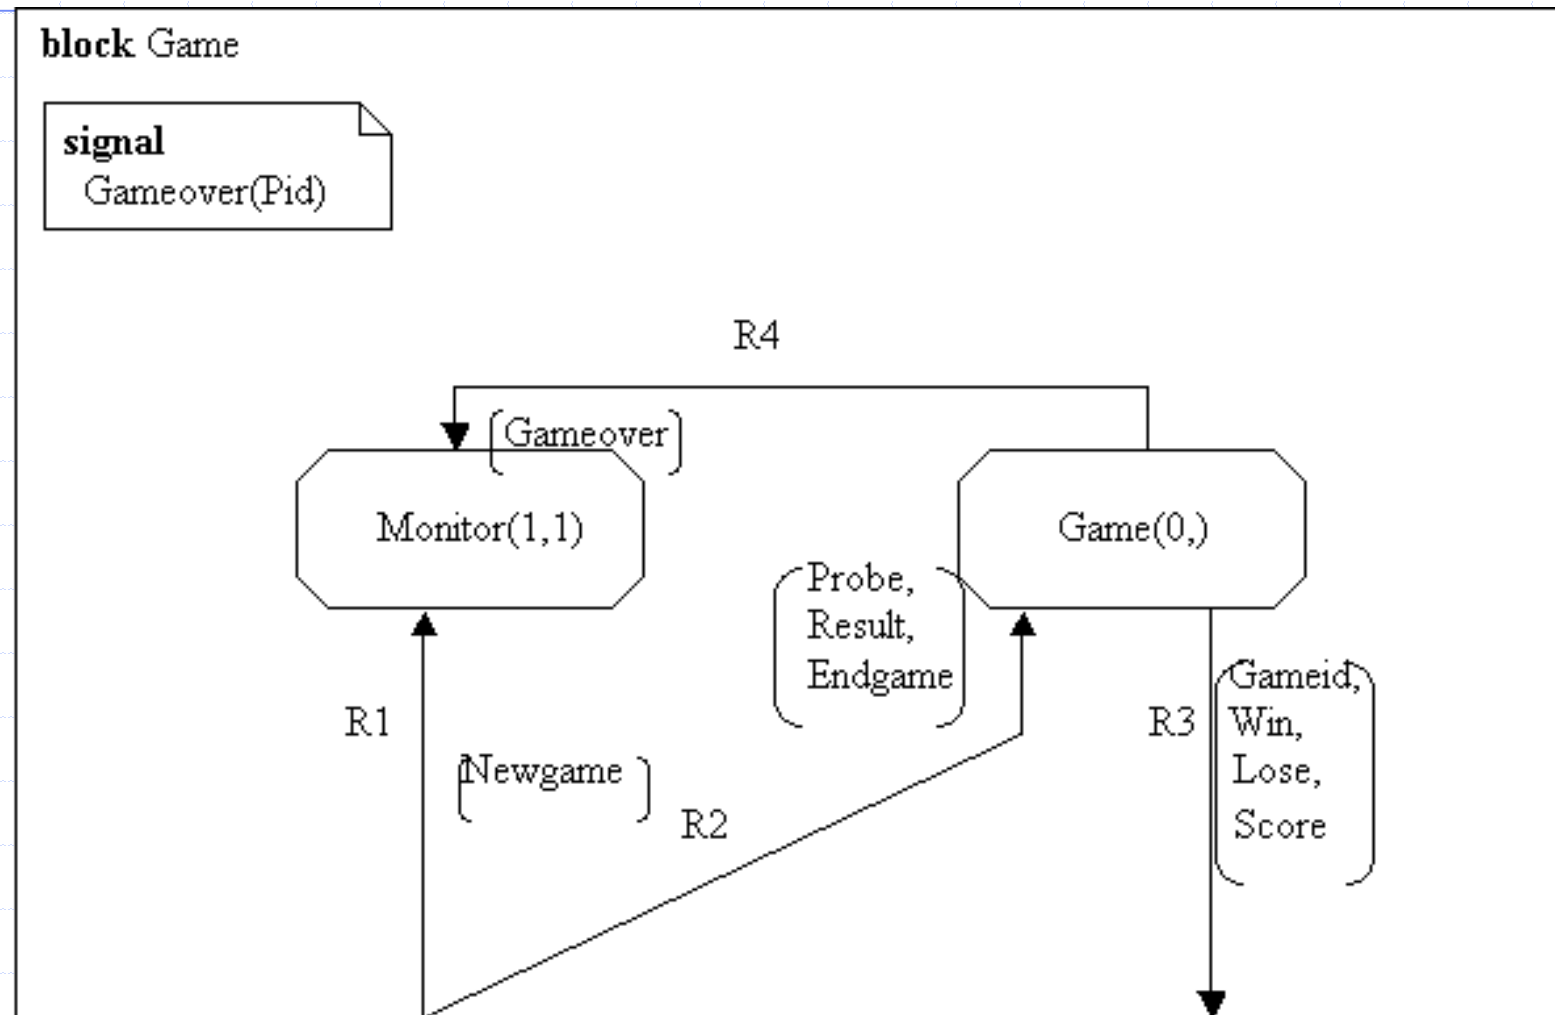 block Game
signal
Gameover(Pid)
R4
Gameover
Monitor(1,1)
Game(0,)
Probe,
Result,
Endgame
R1
Newgame
R2
R3
Gameid,
Win,
Lose,
Score